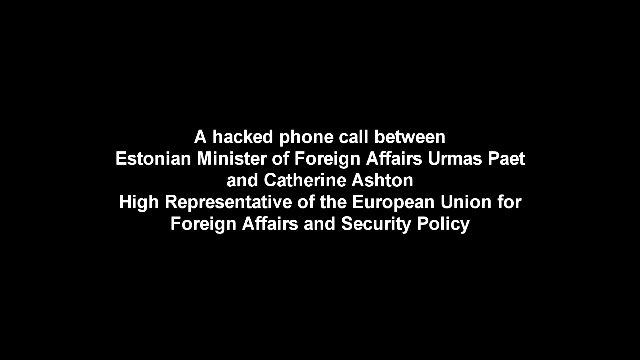 A hacked phone call between
Estonian Minister of Foreign Affairs Urmas Paet
and Catherine Ashton
High Representative of the European Union for
Foreign Affairs and Security Policy